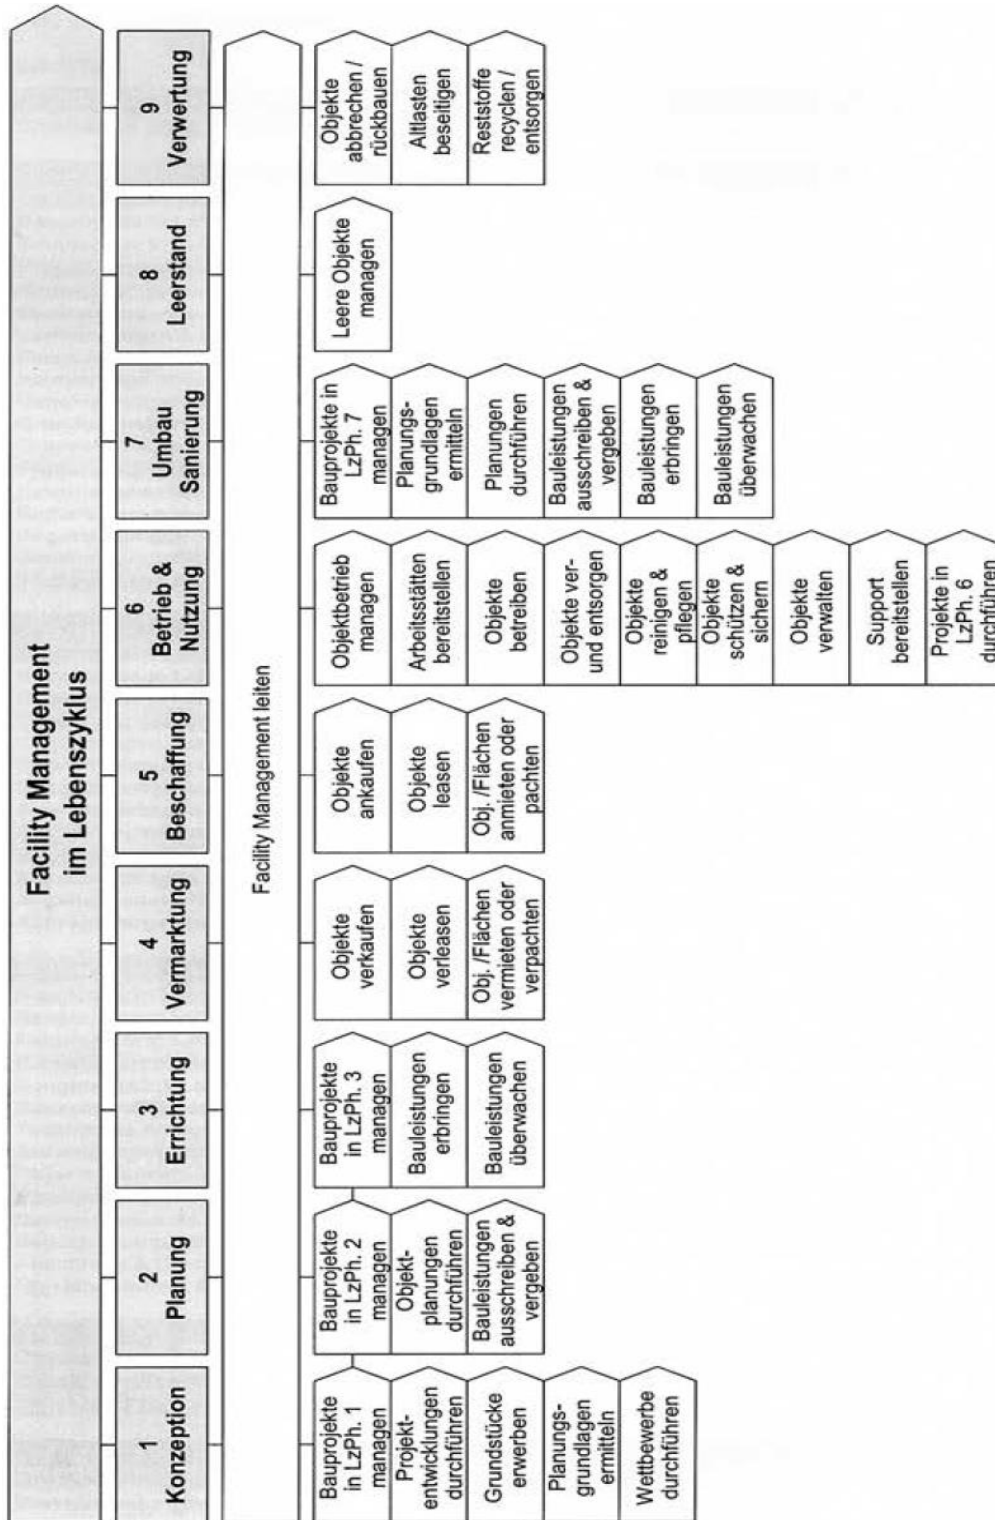 Facility Management
im Lebenszyklus
1
Konzeption
2
Planung
3
Errichtung
4
Vermarktung
5
Beschaffung
6
Betrieb &
Nutzung
7
Umbau
Sanierung
8
Leerstand
9
Verwertung
Facility Management leiten
Bauprojekte
in LzPh. 1
managen
Projekt-
entwicklungen
durchführen
Grundstücke
erwerben
Planungs-
grundlagen
ermitteln
Wettbewerbe
durchführen
Bauprojekte
in LzPh. 2
managen
Objekt-
planungen
durchführen
Bauleistungen
ausschreiben &
vergeben
Bauprojekte
in LzPh. 3
managen
Bauleistungen
erbringen
Bauleistungen
überwachen
Objekte
verkaufen
Objekte
verleasen
Obj. /Flächen
vermieten oder
verpachten
Objekte
ankaufen
Objekte
leasen
Obj. /Flächen
anmieten oder
pachten
Objektbetrieb
managen
Arbeitsstätten
bereitstellen
Objekte
betreiben
Objekte ver-
und entsorgen
Objekte
reinigen &
pflegen
Objekte
schützen &
sichern
Objekte
verwalten
Support
bereitstellen
Projekte in
LzPh. 6
durchführen
Bauprojekte in
LzPh. 7
managen
Planungs-
grundlagen
ermitteln
Planungen
durchführen
Bauleistungen
ausschreiben &
vergeben
Bauleistungen
erbringen
Bauleistungen
überwachen
Leere Objekte
managen
Objekte
abbrechen /
rückbauen
Altlasten
beseitigen
Reststoffe
recyclen /
entsorgen